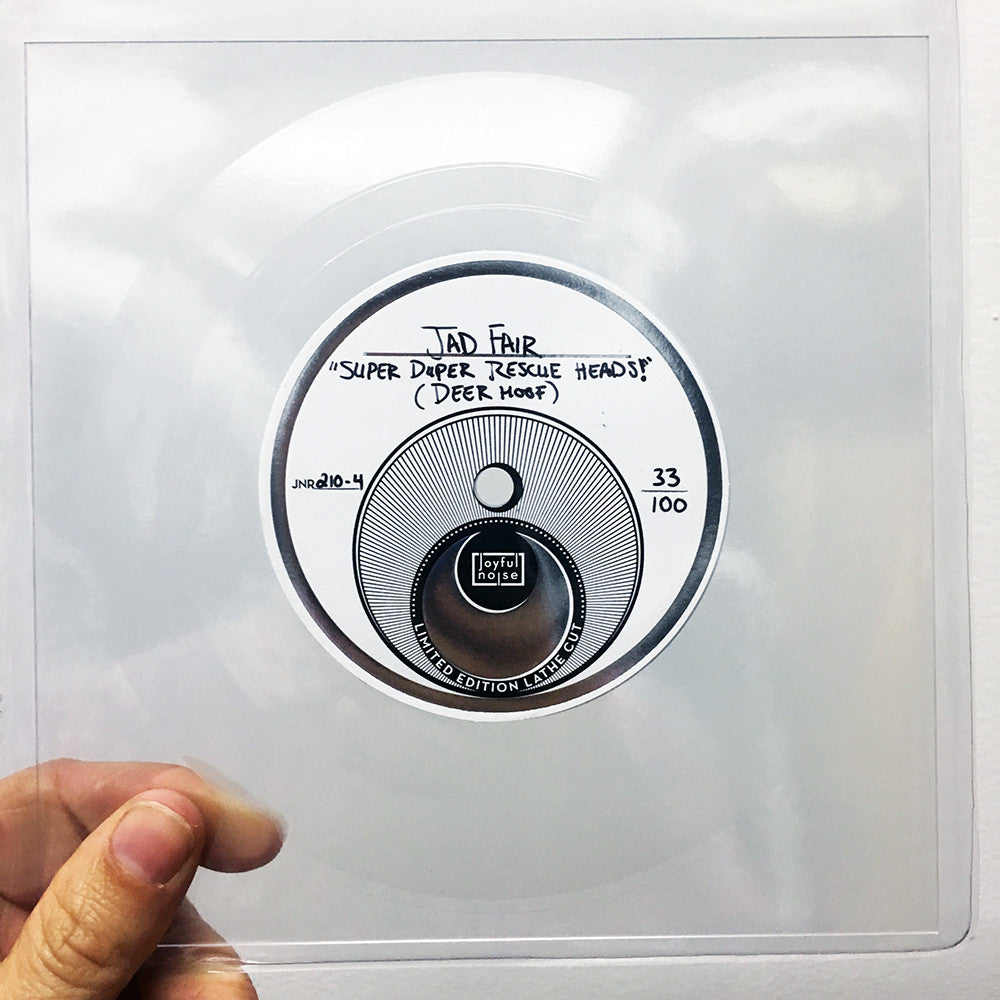 JAD FAIR
"SUPER DUPER RESCUE HEADS!"
(DEER HOOF)
JNR210-4
33
100
joyful
noise
LIMITED EDITION LATHE CUT